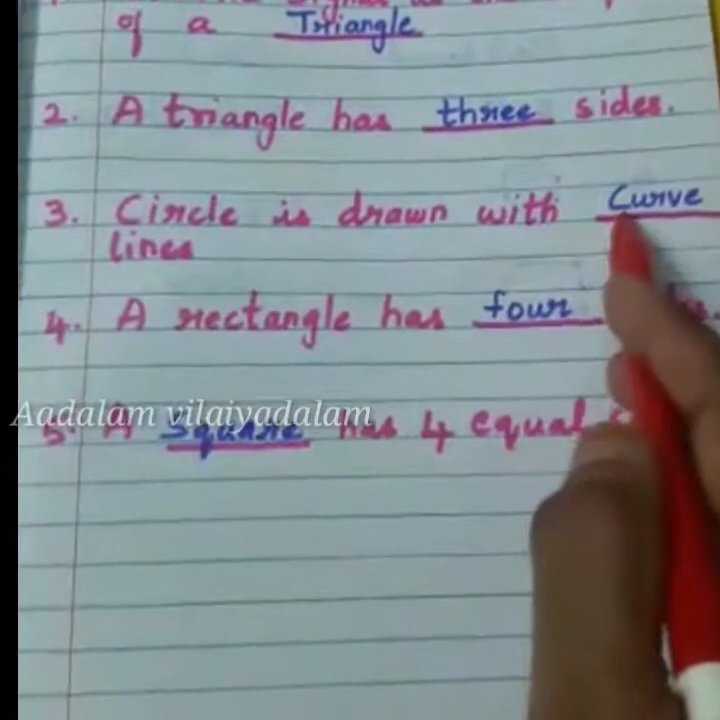 of a Triangle
2. A triangle has three sides.
3. Circle is drawn with Curve
lines
4. A rectangle has four
5. A Square has 4 equal
Aadalam vilaiyadalam